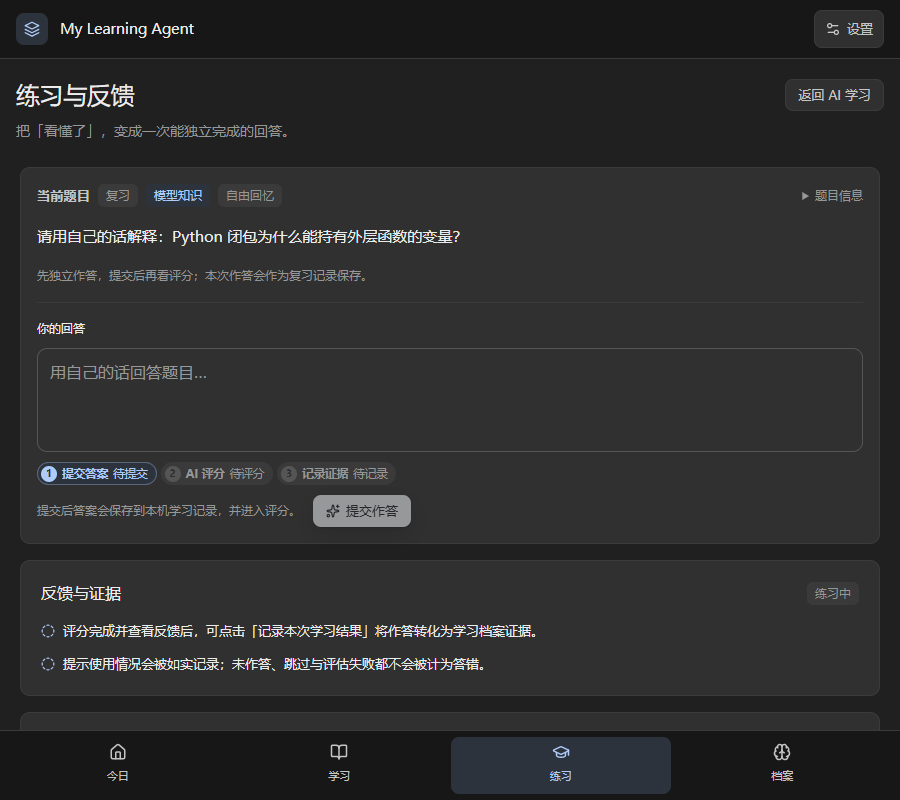 My Learning Agent
设置
练习与反馈
返回 AI 学习
把「看懂了」，变成一次能独立完成的回答。
当前题目 复习 模型知识 自由回忆
题目信息
请用自己的话解释：Python 闭包为什么能持有外层函数的变量？
先独立作答，提交后再看评分；本次作答会作为复习记录保存。
你的回答
用自己的话回答题目...
1 提交答案 待提交 2 AI 评分 待评分 3 记录证据 待记录
提交后答案会保存到本机学习记录，并进入评分。 提交作答
反馈与证据
练习中
评分完成并查看反馈后，可点击「记录本次学习结果」将作答转化为学习档案证据。
提示使用情况会被如实记录；未作答、跳过与评估失败都不会被计为答错。
今日 学习 练习 档案